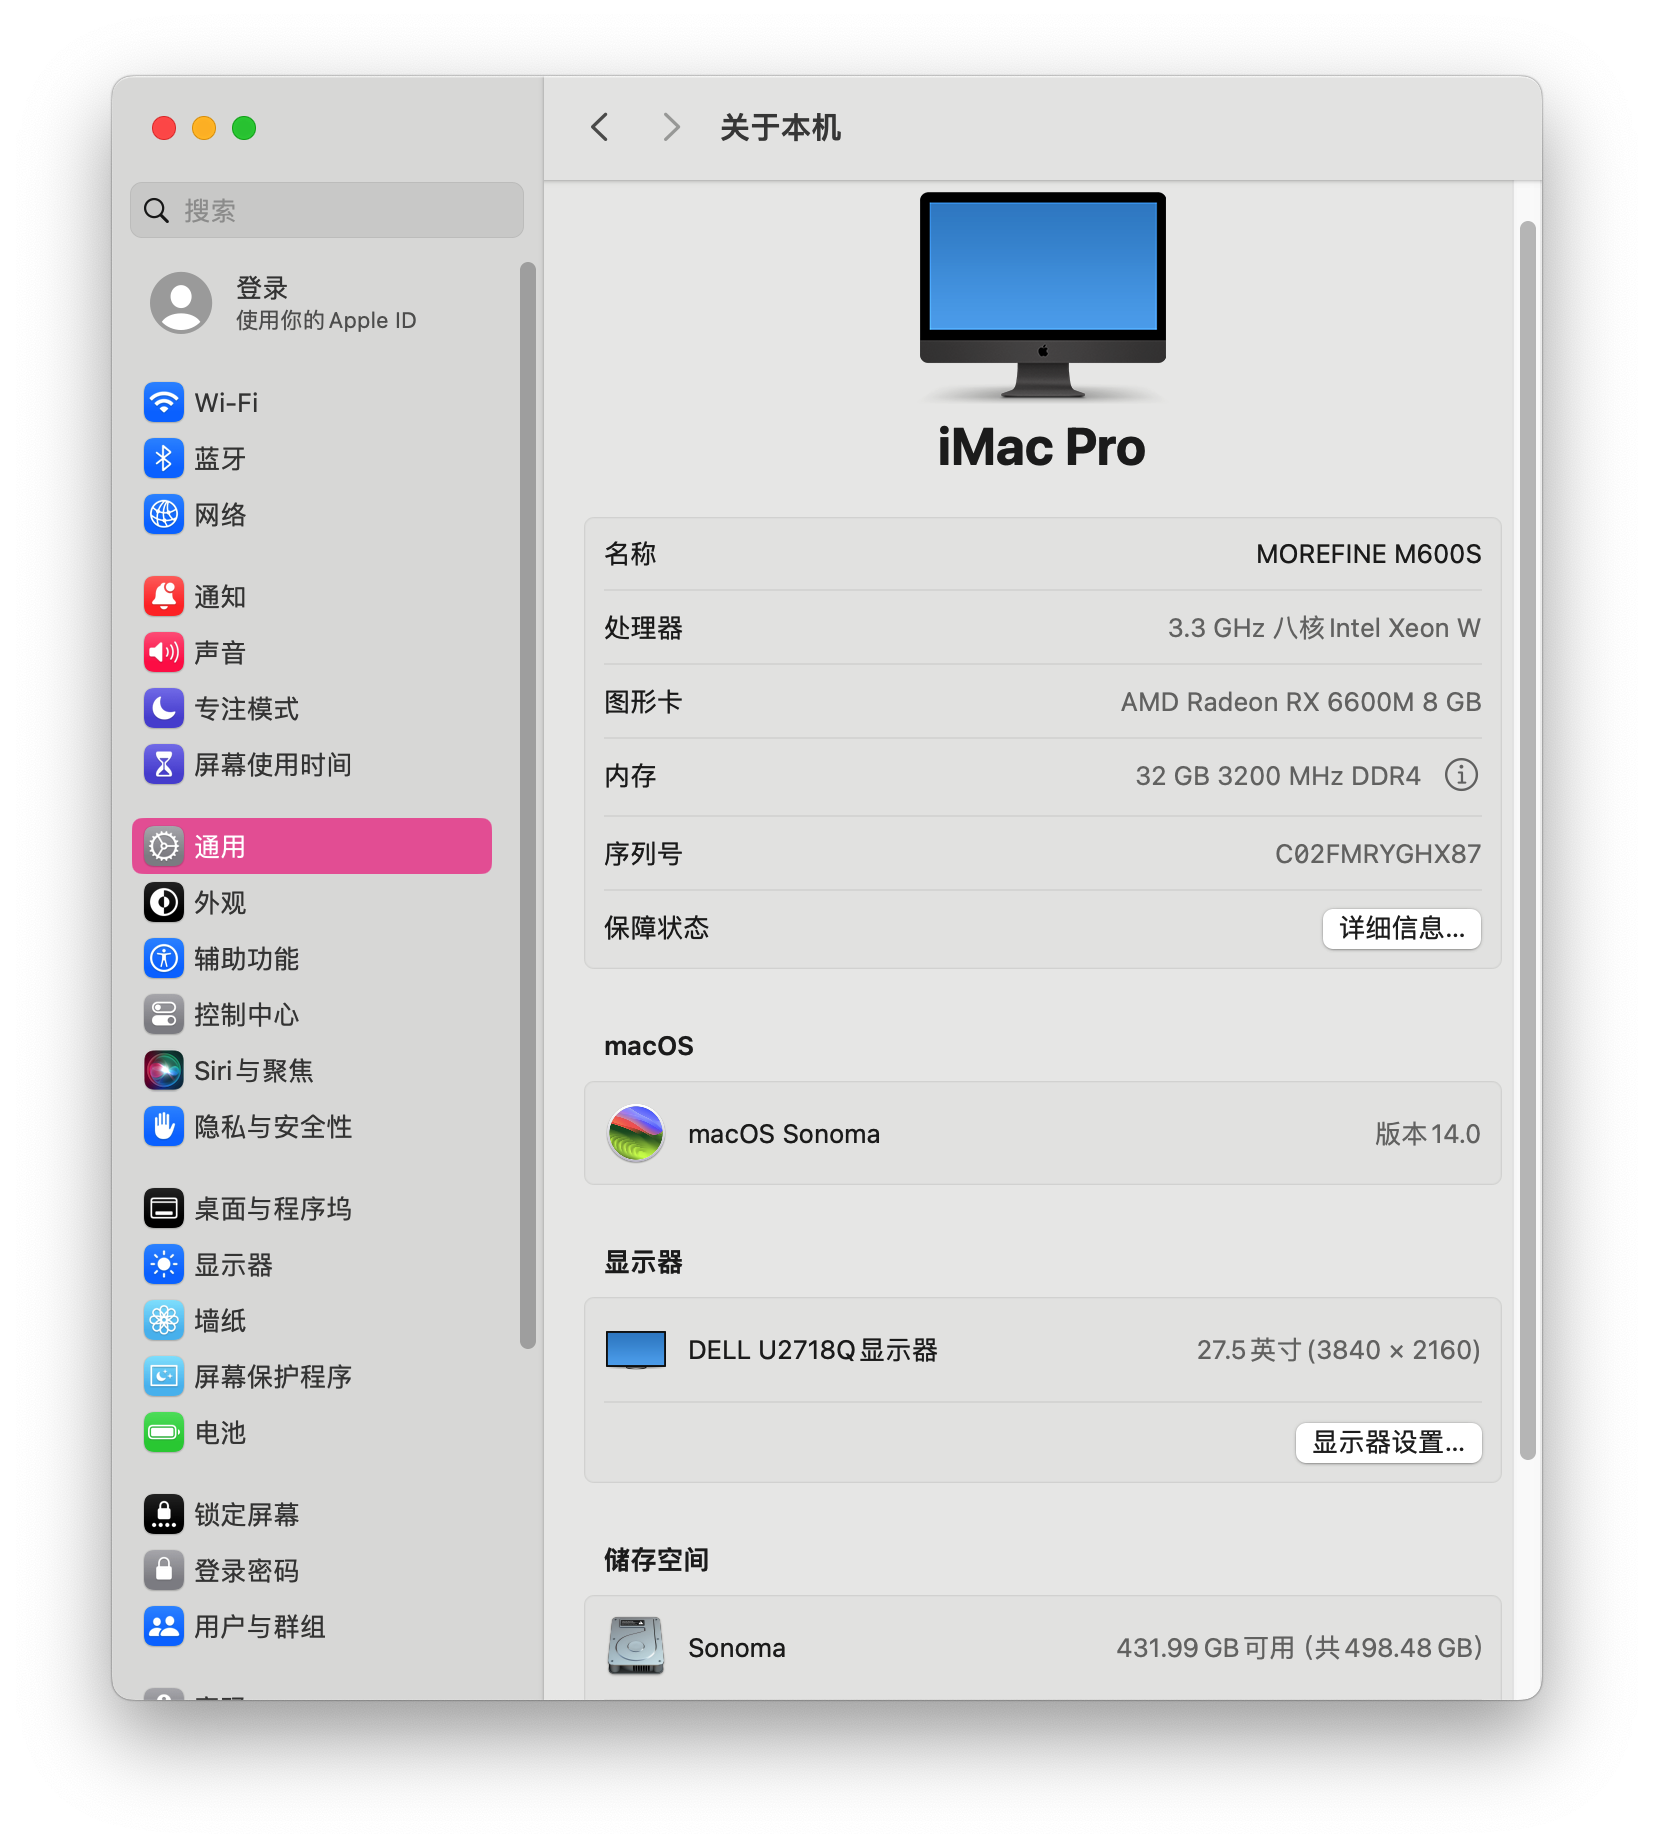 关于本机
搜索
登录
使用你的Apple ID
Wi-Fi
蓝牙
网络
通知
声音
专注模式
屏幕使用时间
通用
外观
辅助功能
控制中心
Siri与聚焦
隐私与安全性
桌面与程序坞
显示器
墙纸
屏幕保护程序
电池
锁定屏幕
登录密码
用户与群组
iMac Pro
名称 MOREFINE M600S
处理器 3.3 GHz 八核Intel Xeon W
图形卡 AMD Radeon RX 6600M 8 GB
内存 32 GB 3200 MHz DDR4
序列号 C02FMRYGHX87
保障状态 详细信息...
macOS
macOS Sonoma 版本14.0
显示器
DELL U2718Q显示器 27.5英寸(3840 × 2160)
显示器设置...
储存空间
Sonoma 431.99 GB可用（共498.48 GB）